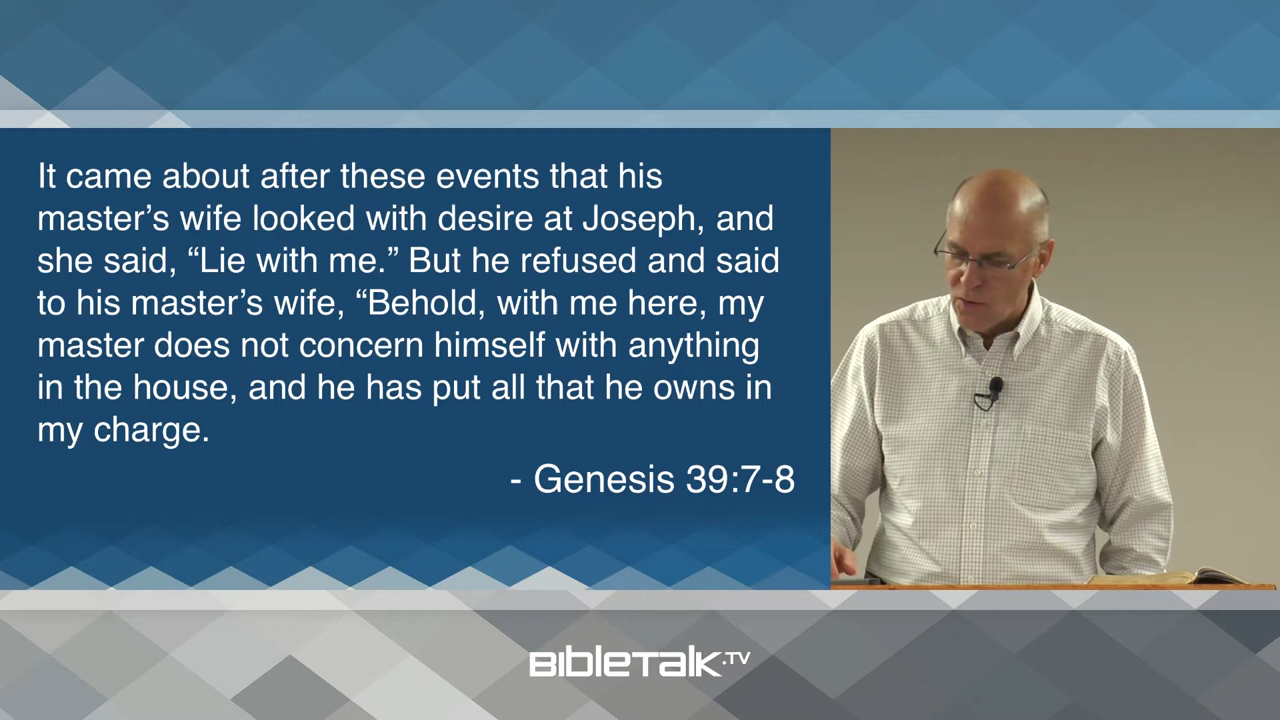 It came about after these events that his
master’s wife looked with desire at Joseph, and
she said, “Lie with me.” But he refused and said
to his master’s wife, “Behold, with me here, my
master does not concern himself with anything
in the house, and he has put all that he owns in
my charge.
- Genesis 39:7-8
BIBLETALK.TV